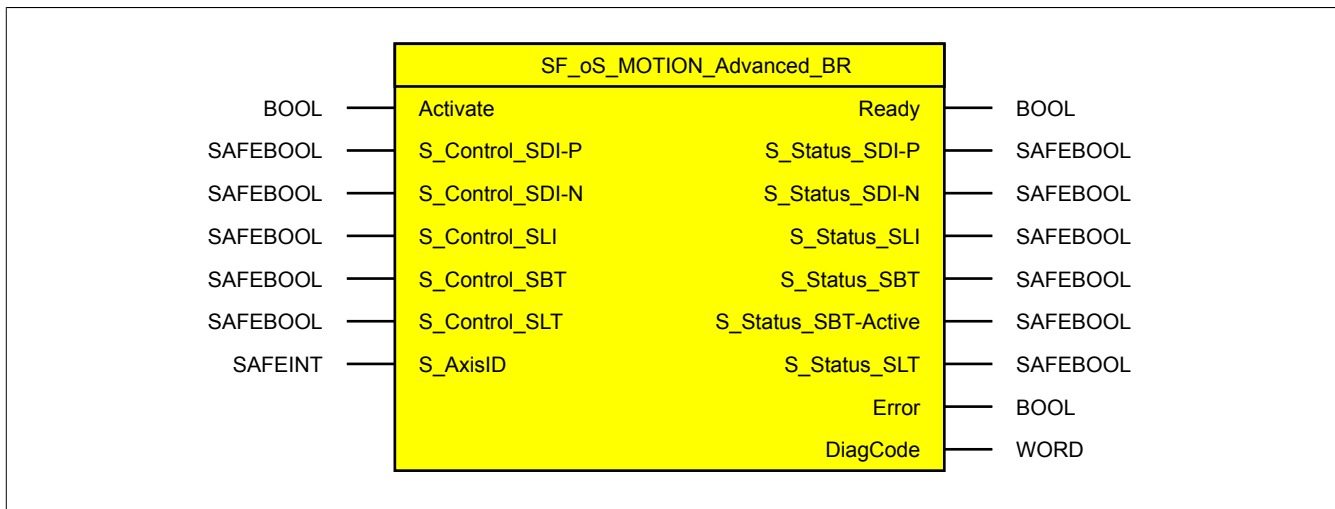 SF_oS_MOTION_Advanced_BR
BOOL Activate Ready BOOL
SAFEBOOL S_Control_SDI-P S_Status_SDI-P SAFEBOOL
SAFEBOOL S_Control_SDI-N S_Status_SDI-N SAFEBOOL
SAFEBOOL S_Control_SLI S_Status_SLI SAFEBOOL
SAFEBOOL S_Control_SBT S_Status_SBT SAFEBOOL
SAFEBOOL S_Control_SLT S_Status_SBT-Active SAFEBOOL
SAFEINT S_AxisID S_Status_SLT SAFEBOOL
Error BOOL
DiagCode WORD